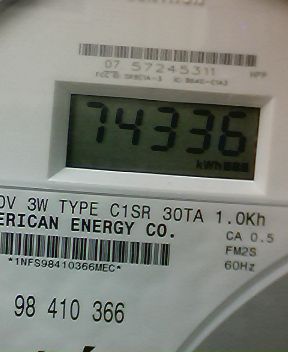 07 57245311
74336
kWh
0V 3W TYPE C1SR 30TA 1.0Kh
ERICAN ENERGY CO.
CA 0.5
FM2S
*1NFS98410366MEC*
60Hz
98 410 366